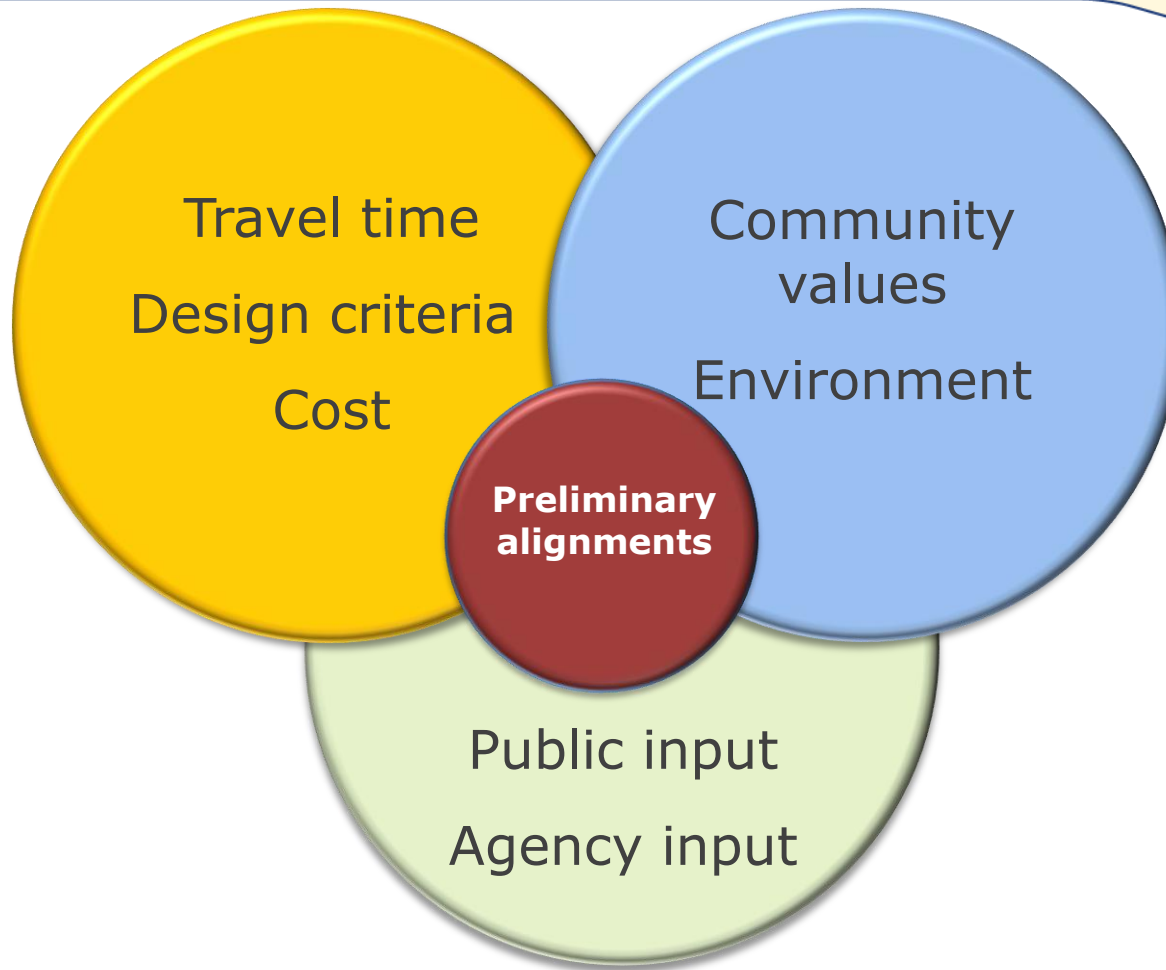 Travel time
Design criteria
Cost
Community
values
Environment
Preliminary
alignments
Public input
Agency input